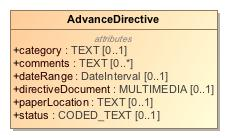 AdvanceDirective
attributes
+category : TEXT [0..1]
+comments : TEXT [0..*]
+dateRange : DateInterval [0..1]
+directiveDocument : MULTIMEDIA [0..1]
+paperLocation : TEXT [0..1]
+status : CODED_TEXT [0..1]